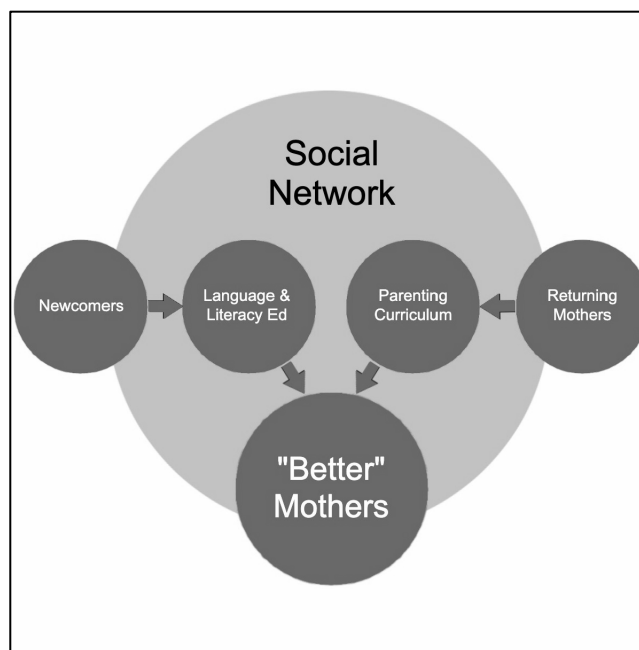 Social
Network
Newcomers
Language &
Literacy Ed
Parenting
Curriculum
Returning
Mothers
"Better"
Mothers